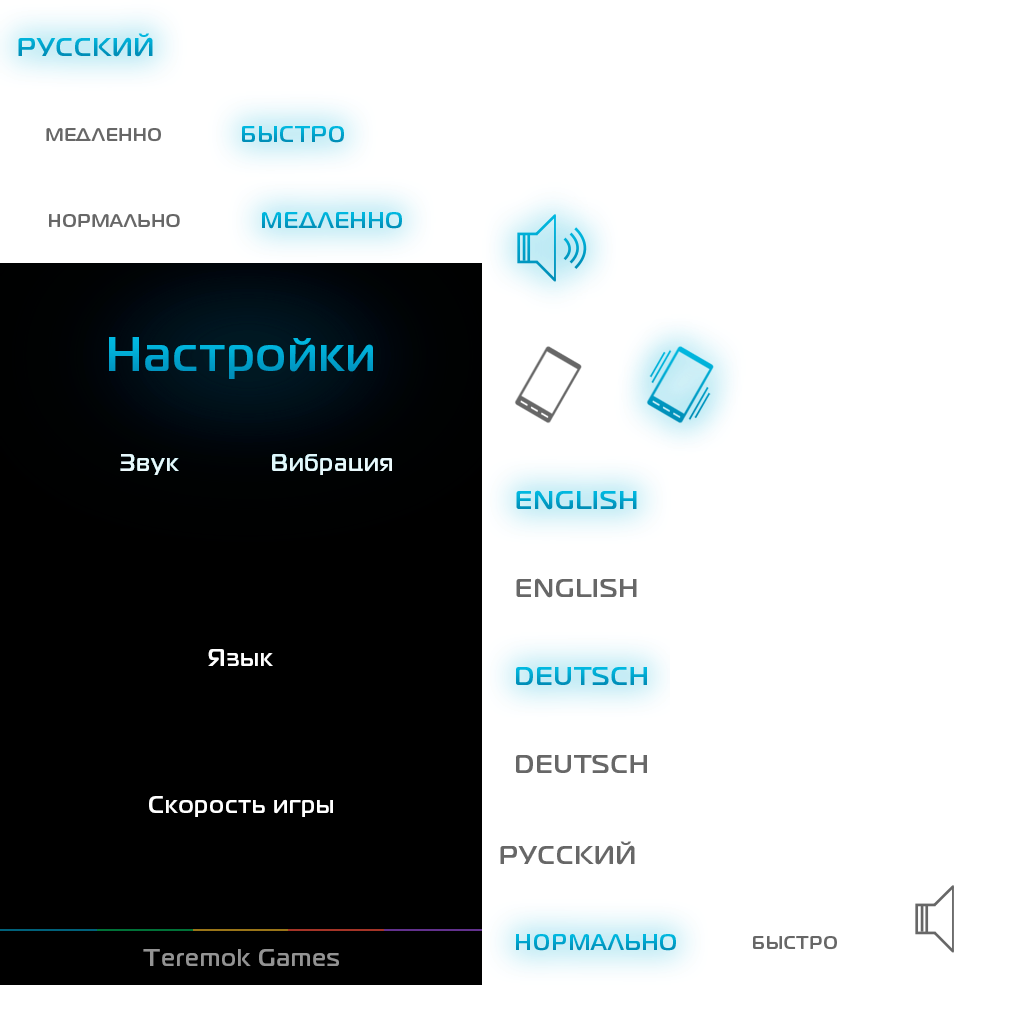 РУССКИЙ
МЕДЛЕННО БЫСТРО
НОРМАЛЬНО МЕДЛЕННО
Настройки
Звук Вибрация
Язык
Скорость игры
Teremok Games
ENGLISH
ENGLISH
DEUTSCH
DEUTSCH
РУССКИЙ
НОРМАЛЬНО БЫСТРО